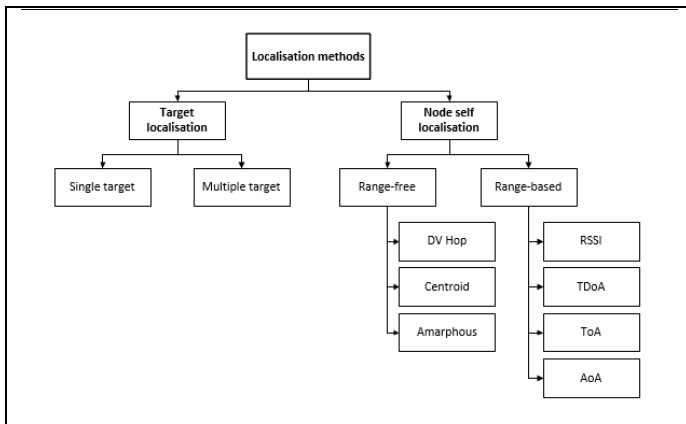 Localisation methods
Target
localisation
Node self
localisation
Single target
Multiple target
Range-free
Range-based
DV Hop
Centroid
Amarphous
RSSI
TDoA
ToA
AoA